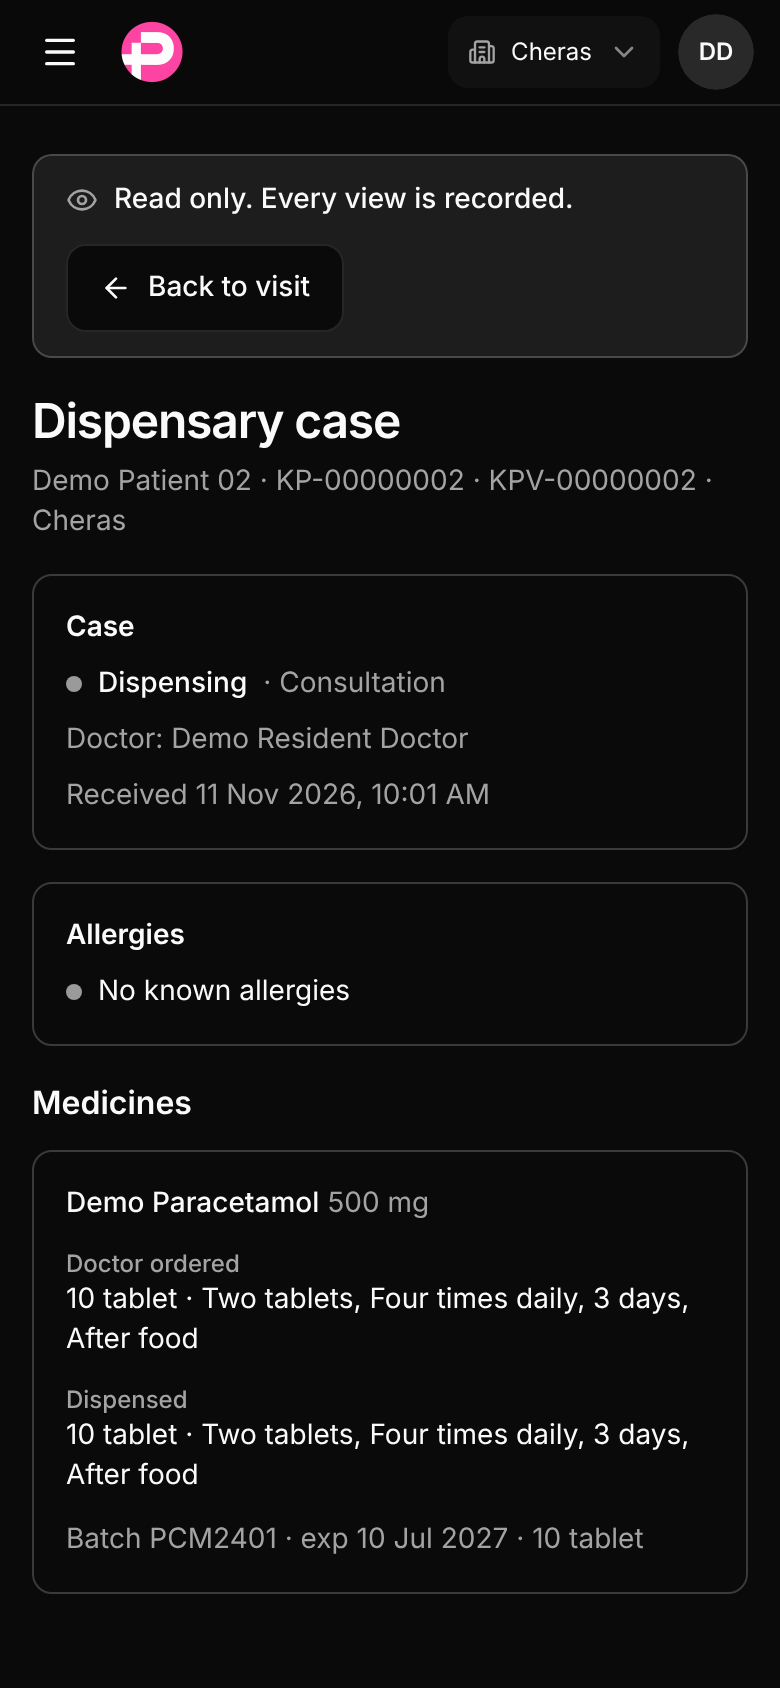 Cheras
DD
Read only. Every view is recorded.
Back to visit
Dispensary case
Demo Patient 02 · KP-00000002 · KPV-00000002 ·
Cheras
Case
Dispensing · Consultation
Doctor: Demo Resident Doctor
Received 11 Nov 2026, 10:01 AM
Allergies
No known allergies
Medicines
Demo Paracetamol 500 mg
Doctor ordered
10 tablet · Two tablets, Four times daily, 3 days,
After food
Dispensed
10 tablet · Two tablets, Four times daily, 3 days,
After food
Batch PCM2401 · exp 10 Jul 2027 · 10 tablet